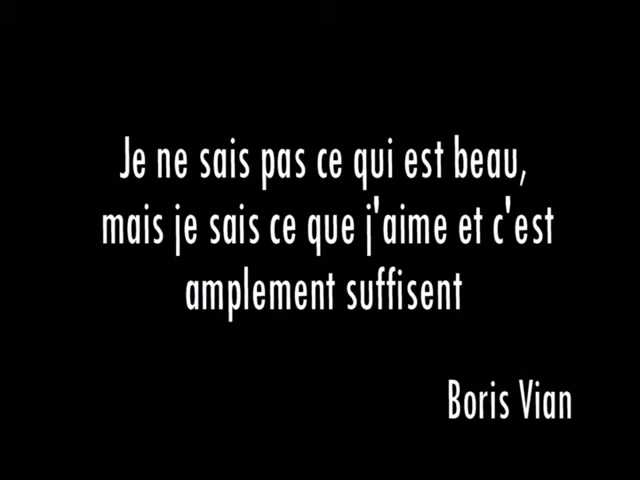 Je ne sais pas ce qui est beau,
mais je sais ce que j'aime et c'est
amplement suffisent
Boris Vian